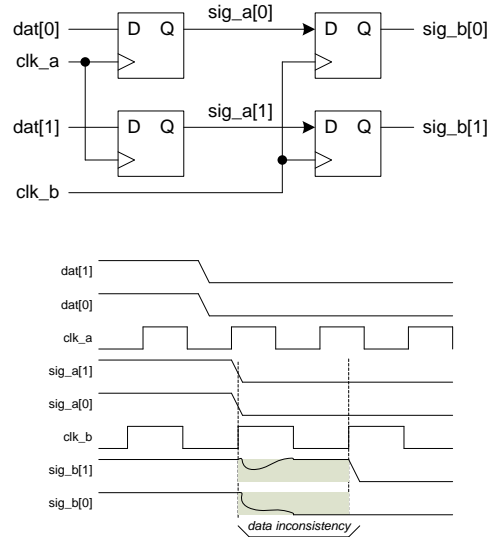 dat[0]
D Q
sig_a[0]
D Q
sig_b[0]
clk_a
dat[1]
D Q
sig_a[1]
D Q
sig_b[1]
clk_b
dat[1]
dat[0]
clk_a
sig_a[1]
sig_a[0]
clk_b
sig_b[1]
sig_b[0]
data inconsistency